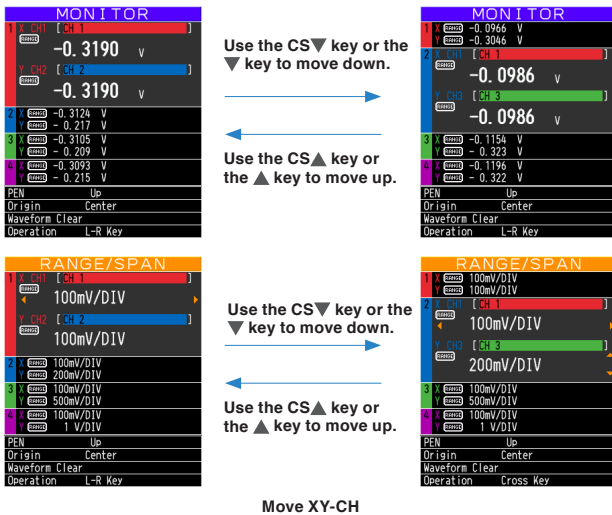 MONITOR
1 X CH1 [CH 1 ]
RANGE
-0.3190 V
Y CH2 [CH 2 ]
RANGE
-0.3190 V
2 X RANGE -0.3124 V
Y RANGE - 0.217 V
3 X RANGE -0.3105 V
Y RANGE - 0.209 V
4 X RANGE -0.3093 V
Y RANGE - 0.215 V
PEN Up
Origin Center
Waveform Clear
Operation L-R Key
Use the CS▼ key or the
▼ key to move down.
Use the CS▲ key or
the ▲ key to move up.
MONITOR
1 X RANGE -0.0966 V
Y RANGE -0.3046 V
2 X CH1 [CH 1 ]
RANGE
-0.0986 V
Y CH3 [CH 3 ]
RANGE
-0.0986 V
3 X RANGE -0.1154 V
Y RANGE - 0.323 V
4 X RANGE -0.1196 V
Y RANGE - 0.322 V
PEN Up
Origin Center
Waveform Clear
Operation L-R Key
RANGE/SPAN
1 X CH1 [CH 1 ]
RANGE
100mV/DIV
Y CH2 [CH 2 ]
RANGE
100mV/DIV
2 X RANGE 100mV/DIV
Y RANGE 200mV/DIV
3 X RANGE 100mV/DIV
Y RANGE 500mV/DIV
4 X RANGE 100mV/DIV
Y RANGE 1 V/DIV
PEN Up
Origin Center
Waveform Clear
Operation L-R Key
Use the CS▼ key or the
▼ key to move down.
Use the CS▲ key or
the ▲ key to move up.
RANGE/SPAN
1 X RANGE 100mV/DIV
Y RANGE 100mV/DIV
2 X CH1 [CH 1 ]
RANGE
100mV/DIV
Y CH3 [CH 3 ]
RANGE
200mV/DIV
3 X RANGE 100mV/DIV
Y RANGE 500mV/DIV
4 X RANGE 100mV/DIV
Y RANGE 1 V/DIV
PEN Up
Origin Center
Waveform Clear
Operation Cross Key
Move XY-CH